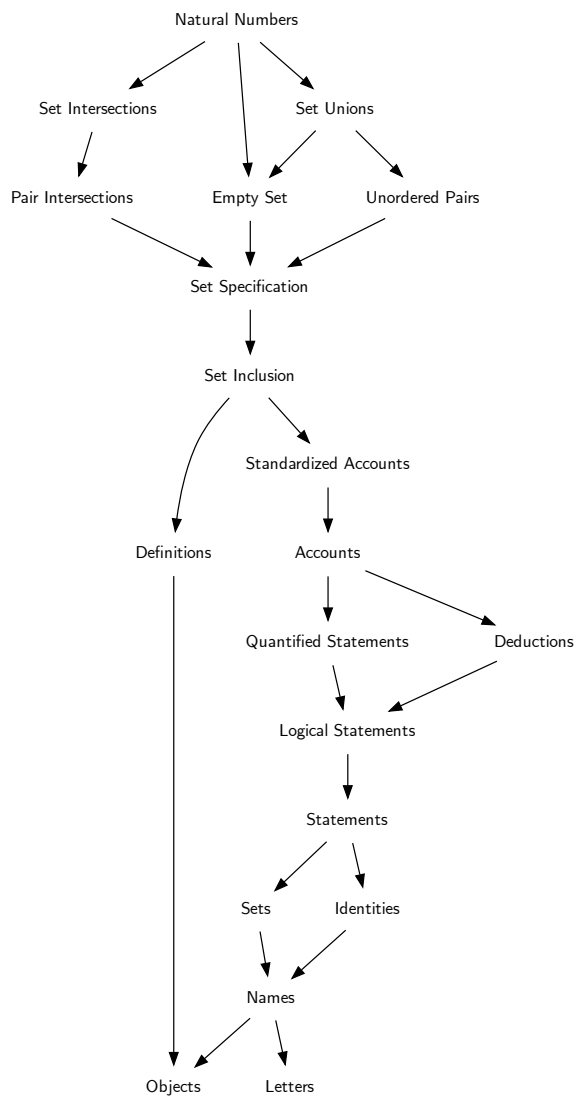 Natural Numbers
Set Intersections
Set Unions
Pair Intersections
Empty Set
Unordered Pairs
Set Specification
Set Inclusion
Standardized Accounts
Definitions
Accounts
Quantified Statements
Deductions
Logical Statements
Statements
Sets
Identities
Names
Objects
Letters